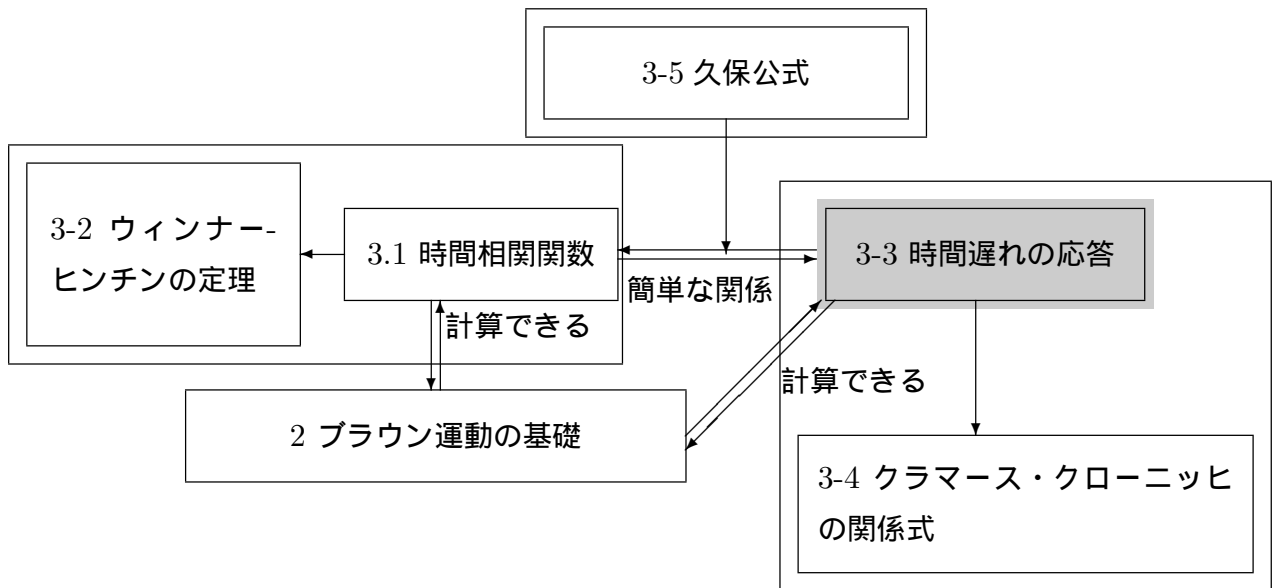 3-5 久保公式
3-2 ウィンナー-
ヒンチンの定理
3.1 時間相関関数
簡単な関係
3-3 時間遅れの応答
計算できる
計算できる
2 ブラウン運動の基礎
3-4 クラマース・クローニッヒ
の関係式